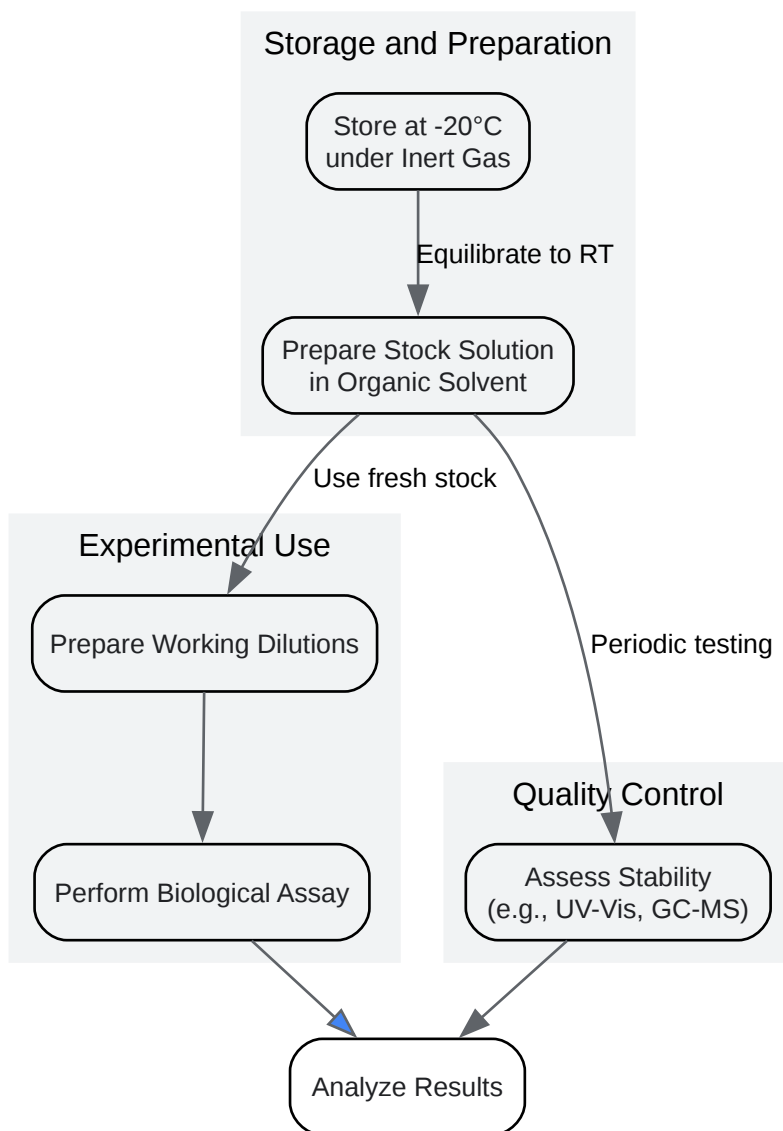 Storage and Preparation
Store at -20°C
under Inert Gas
Equilibrate to RT
Prepare Stock Solution
in Organic Solvent
Use fresh stock
Experimental Use
Prepare Working Dilutions
Periodic testing
Quality Control
Perform Biological Assay
Assess Stability
(e.g., UV-Vis, GC-MS)
Analyze Results